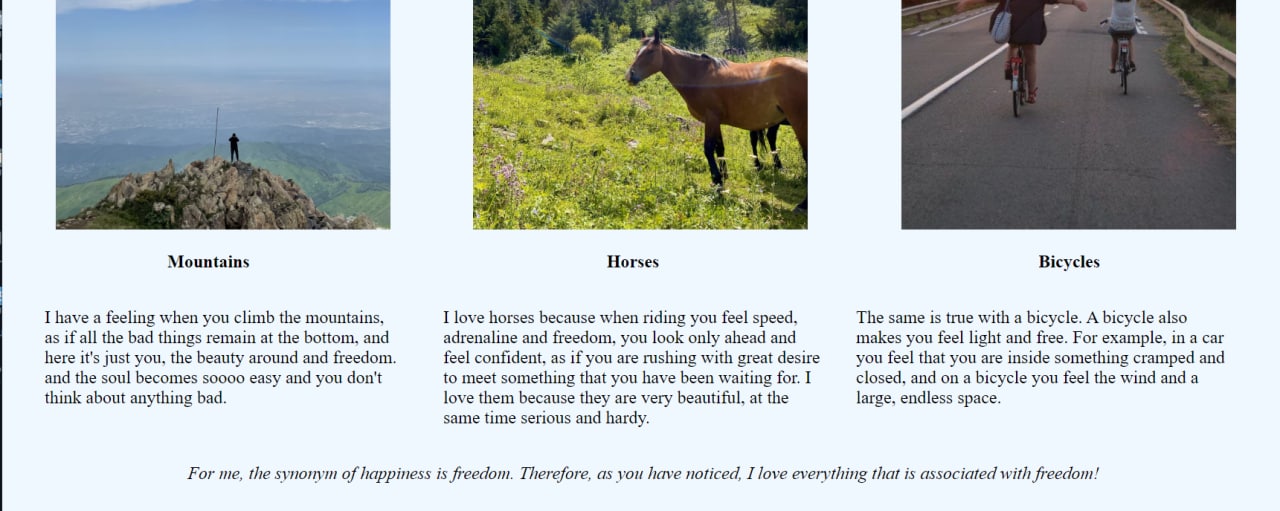 Mountains
Horses
Bicycles
I have a feeling when you climb the mountains,
as if all the bad things remain at the bottom, and
here it's just you, the beauty around and freedom.
and the soul becomes soooo easy and you don't
think about anything bad.
I love horses because when riding you feel speed,
adrenaline and freedom, you look only ahead and
feel confident, as if you are rushing with great desire
to meet something that you have been waiting for. I
love them because they are very beautiful, at the
same time serious and hardy.
The same is true with a bicycle. A bicycle also
makes you feel light and free. For example, in a car
you feel that you are inside something cramped and
closed, and on a bicycle you feel the wind and a
large, endless space.
For me, the synonym of happiness is freedom. Therefore, as you have noticed, I love everything that is associated with freedom!